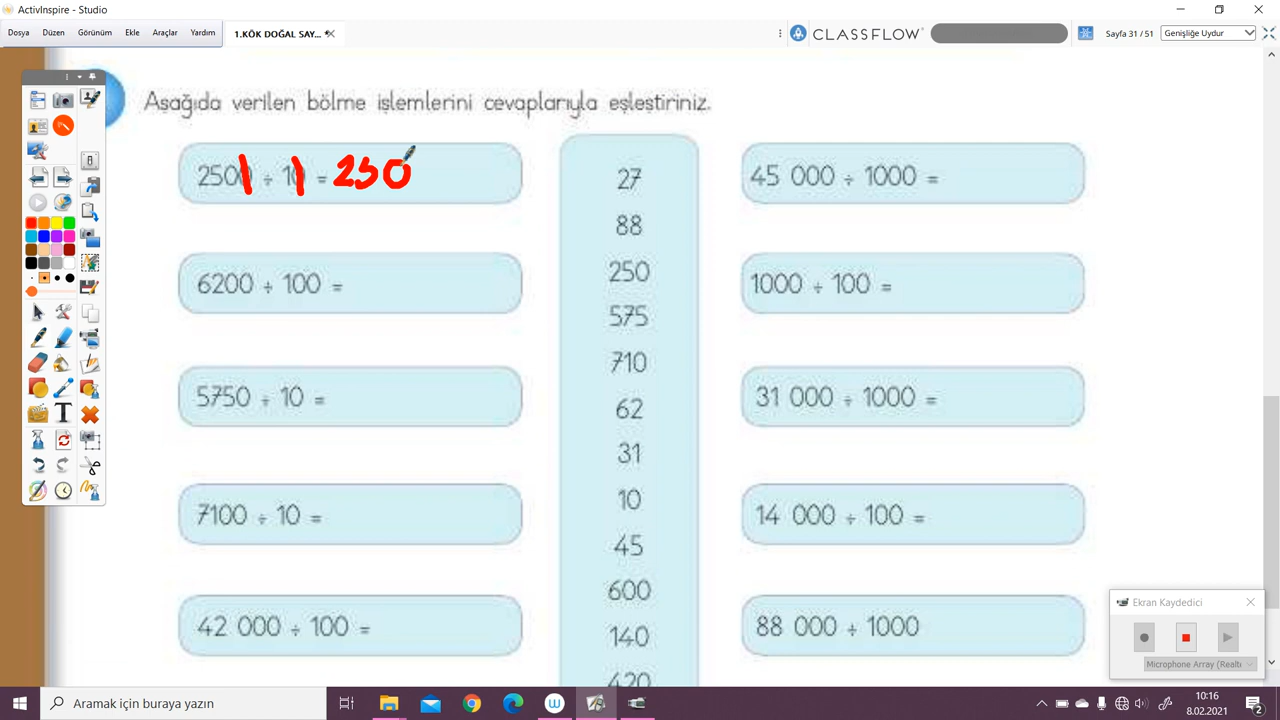 ActivInspire - Studio
Dosya Düzen Görünüm Ekle Araçlar Yardım
1.KÖK DOĞAL SAY...
CLASSFLOW
Sayfa 31 / 51
Genişliğe Uydur
Aşağıda verilen bölme işlemlerini cevaplarıyla eşleştiriniz.
2500 ÷ 10 = 250
6200 ÷ 100 =
5750 ÷ 10 =
7100 ÷ 10 =
42 000 ÷ 100 =
27
88
250
575
710
62
31
10
45
600
140
420
45 000 ÷ 1000 =
1000 ÷ 100 =
31 000 ÷ 1000 =
14 000 ÷ 100 =
88 000 ÷ 1000
Ekran Kaydedici
Microphone Array (Realt
Aramak için buraya yazın
10:16
8.02.2021
2